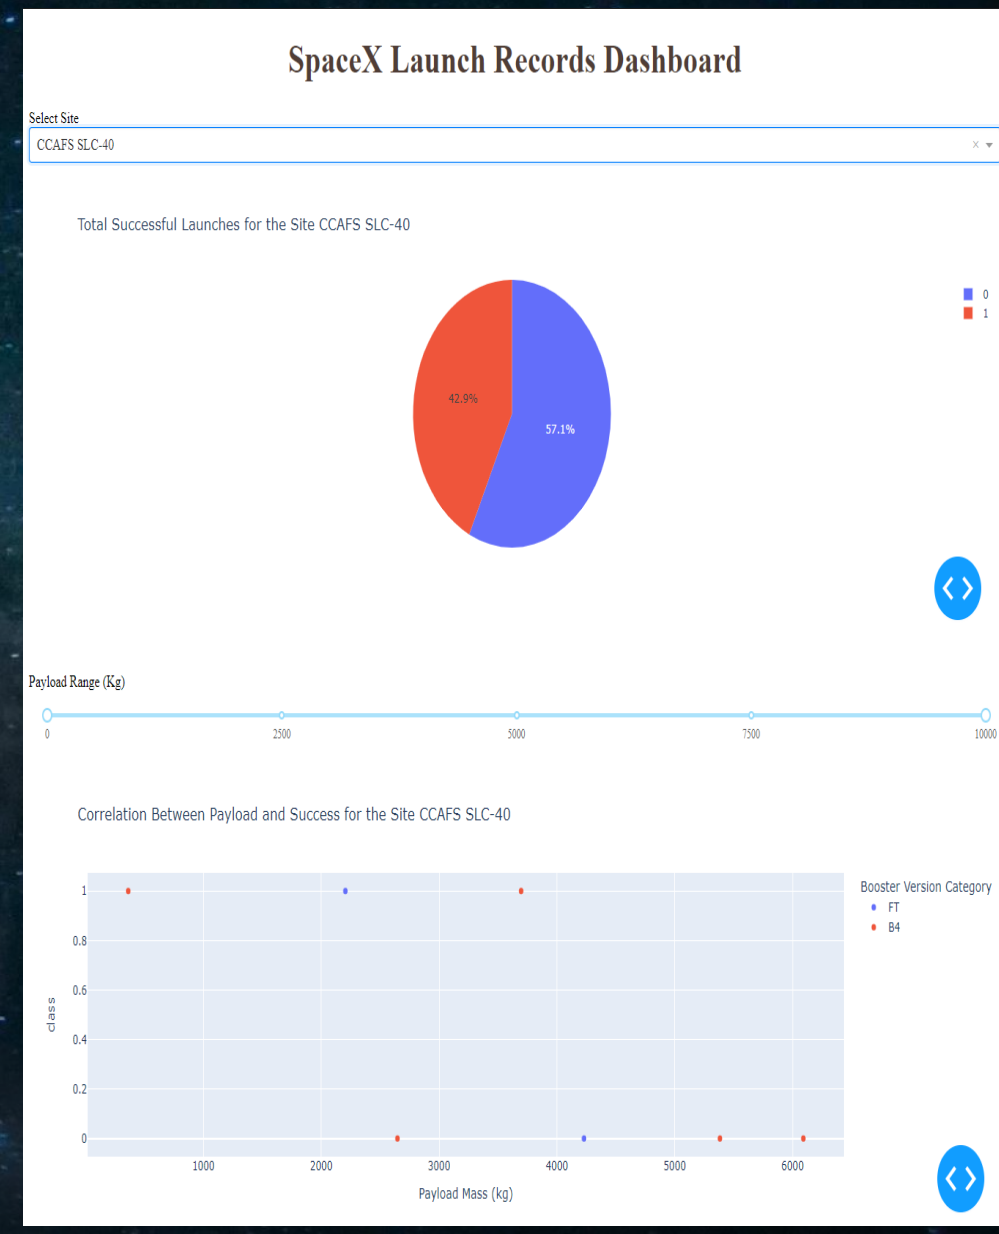 SpaceX Launch Records Dashboard
Select Site
CCAFS SLC-40
Total Successful Launches for the Site CCAFS SLC-40
0
1
42.9%
57.1%
Payload Range (Kg)
0 2500 5000 7500 10000
Correlation Between Payload and Success for the Site CCAFS SLC-40
Booster Version Category
FT
B4
1
0.8
0.6
0.4
0.2
0
class
1000 2000 3000 4000 5000 6000
Payload Mass (kg)